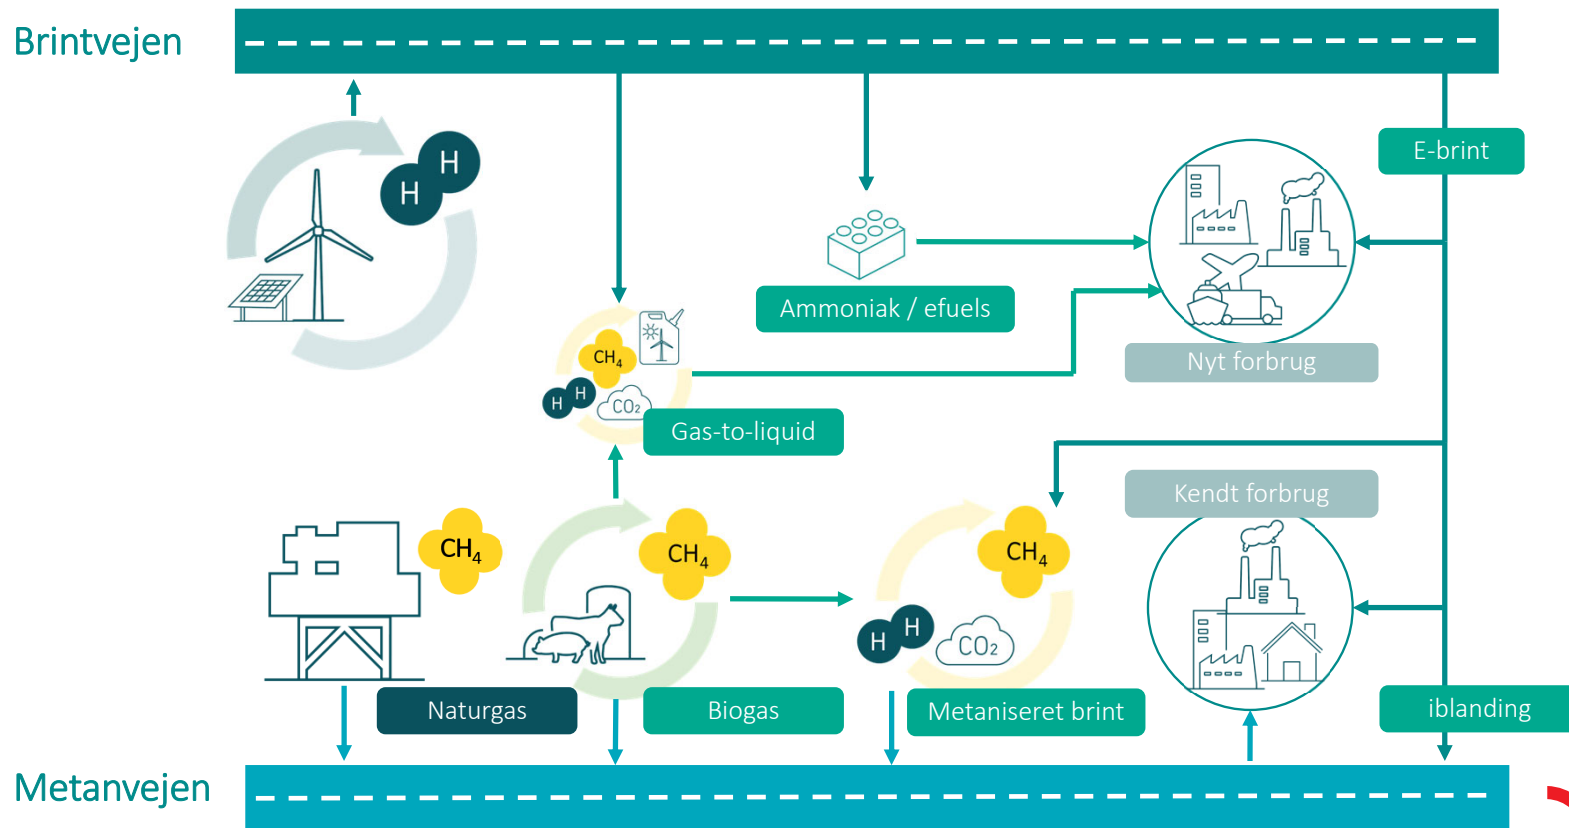 Brintvejen
H
H
E-brint
Ammoniak / efuels
CH4
H
H
CO2
Gas-to-liquid
Nyt forbrug
Kendt forbrug
CH4
CH4
CH4
H
H
CO2
Naturgas
Biogas
Metaniseret brint
iblanding
Metanvejen